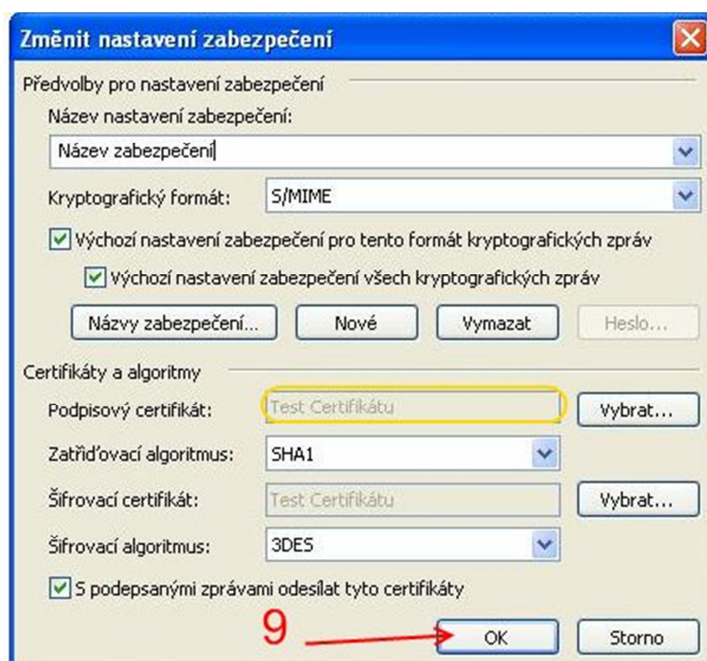 Změnit nastavení zabezpečení
Předvolby pro nastavení zabezpečení
Název nastavení zabezpečení:
Název zabezpečení
Kryptografický formát: S/MIME
Výchozí nastavení zabezpečení pro tento formát kryptografických zpráv
Výchozí nastavení zabezpečení všech kryptografických zpráv
Názvy zabezpečení... Nové Vymazat Heslo...
Certifikáty a algoritmy
Podpisový certifikát: Test Certifikátu Vybrat...
Zatřiďovací algoritmus: SHA1
Šifrovací certifikát: Test Certifikátu Vybrat...
Šifrovací algoritmus: 3DES
S podepsanými zprávami odesílat tyto certifikáty
9 OK Storno